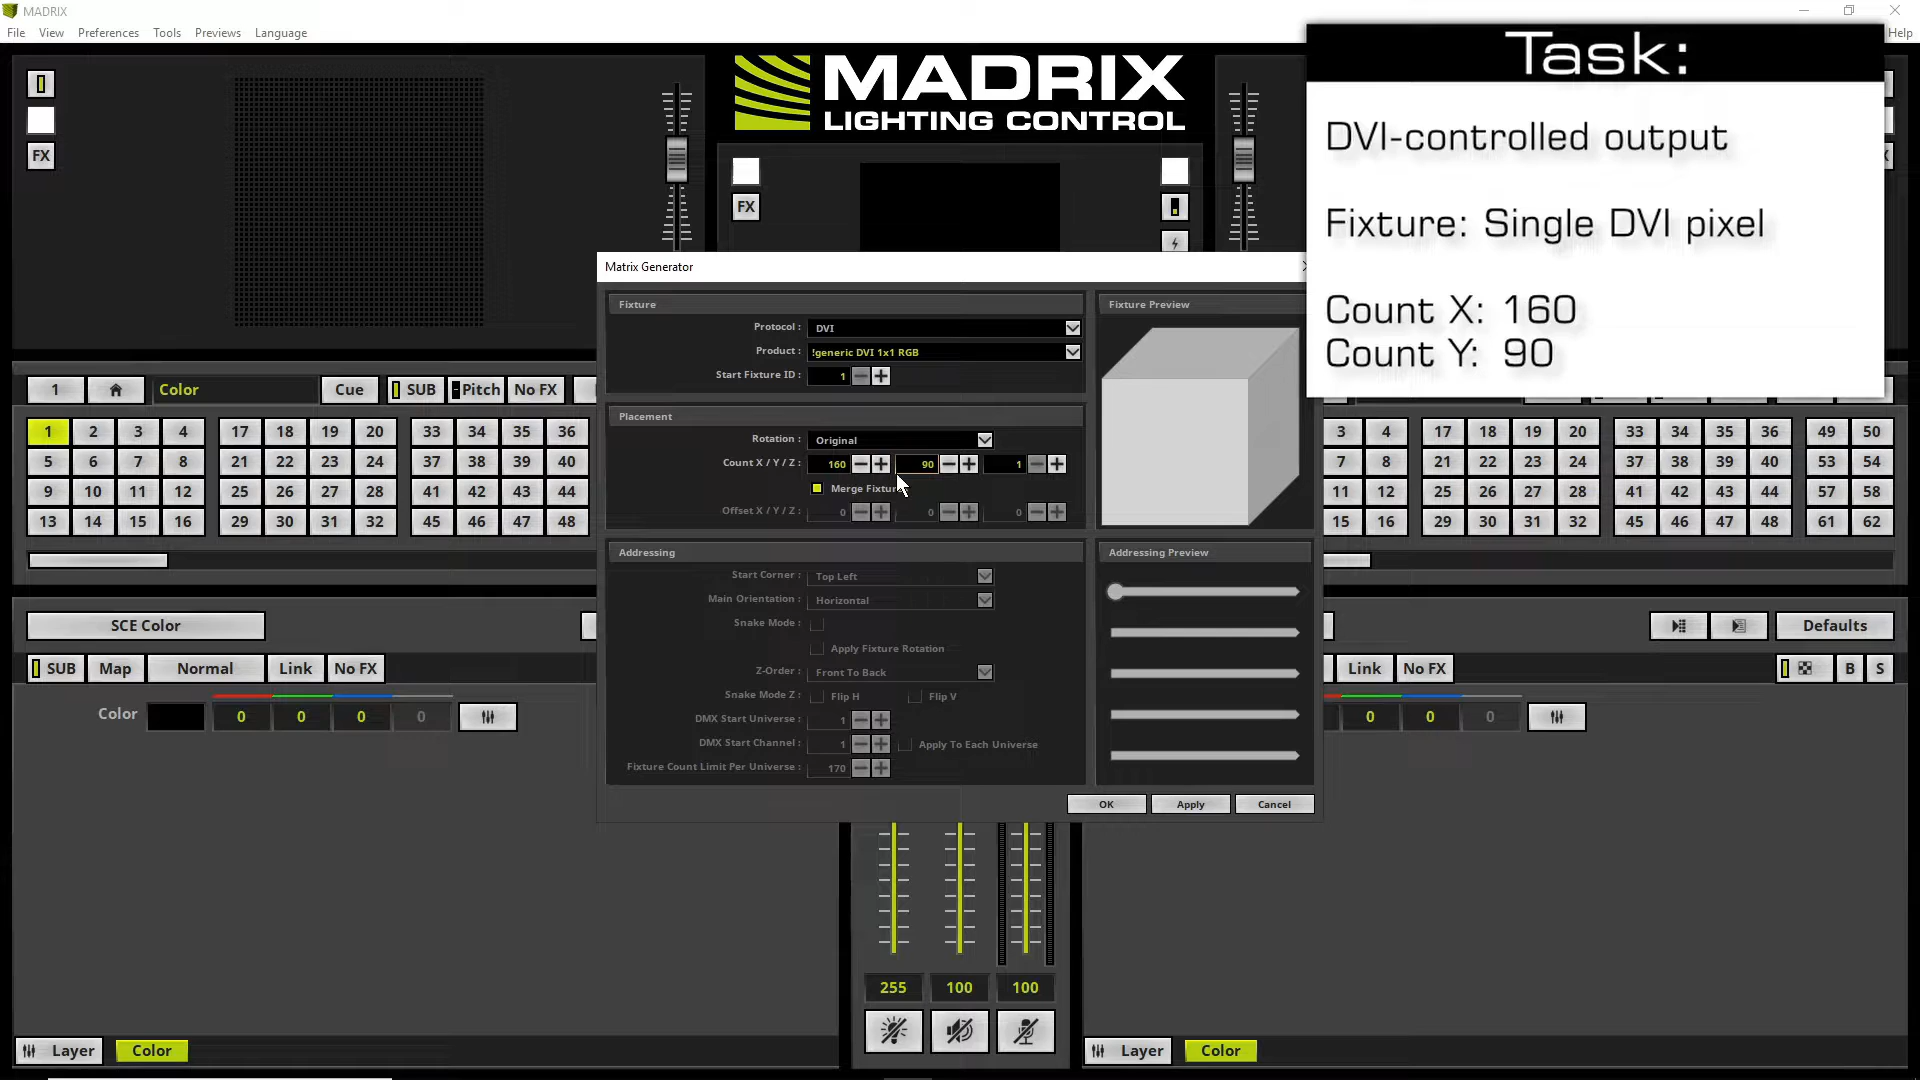 MADRIX
File View Preferences Tools Previews Language
Help
Task:
DVI-controlled output
Fixture: Single DVI pixel
Count X: 160
Count Y: 90
MADRIX
LIGHTING CONTROL
FX
FX
Matrix Generator
Fixture
Protocol : DVI
Product : !generic DVI 1x1 RGB
Start Fixture ID : 1
Fixture Preview
Placement
Rotation : Original
Count X / Y / Z : 160 90 1
Merge Fixtur
Offset X / Y / Z : 0 0 0
Addressing
Start Corner : Top Left
Main Orientation : Horizontal
Snake Mode :
Apply Fixture Rotation
Z-Order : Front To Back
Snake Mode Z : Flip H Flip V
DMX Start Universe : 1
DMX Start Channel : 1 Apply To Each Universe
Fixture Count Limit Per Universe : 170
Addressing Preview
OK Apply Cancel
1 Color Cue SUB Pitch No FX
1 2 3 4 17 18 19 20 33 34 35 36
5 6 7 8 21 22 23 24 37 38 39 40
9 10 11 12 25 26 27 28 41 42 43 44
13 14 15 16 29 30 31 32 45 46 47 48
3 4 17 18 19 20 33 34 35 36 49 50
7 8 21 22 23 24 37 38 39 40 53 54
11 12 25 26 27 28 41 42 43 44 57 58
15 16 29 30 31 32 45 46 47 48 61 62
SCE Color
SUB Map Normal Link No FX
Color 0 0 0 0
Defaults
Link No FX B S
0 0 0
255 100 100
Layer Color
Layer Color